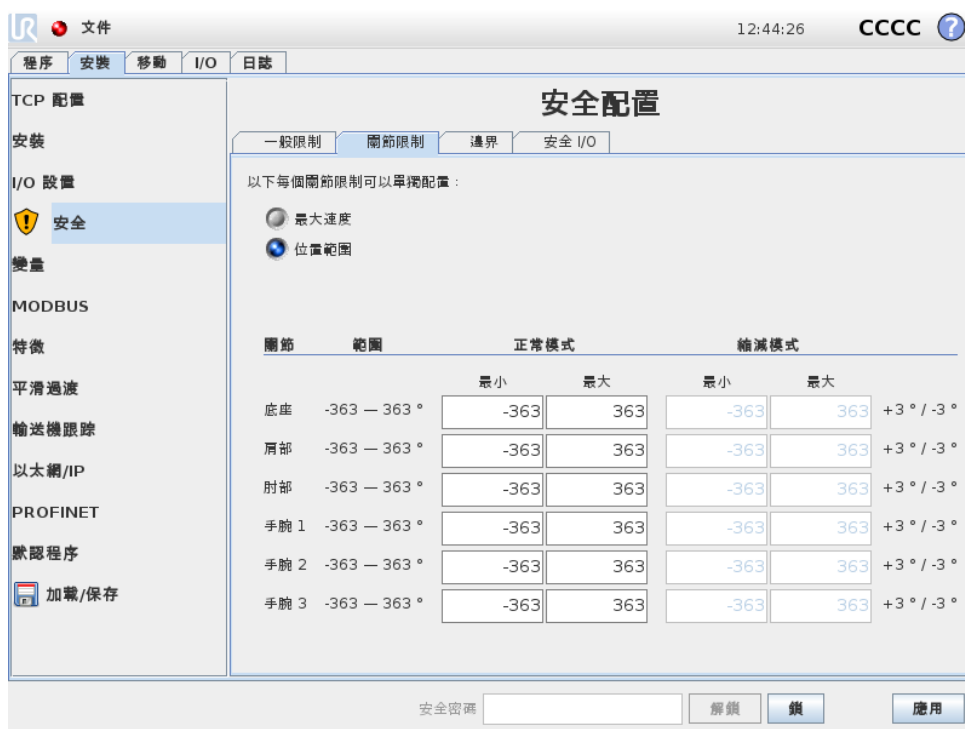 UR 文件 12:44:26 CCCC ?
程序 安裝 移動 I/O 日誌
TCP 配置
安裝
I/O 設置
安全
變量
MODBUS
特徵
平滑過渡
輸送機跟踪
以太網/IP
PROFINET
默認程序
加載/保存
安全配置
一般限制 關節限制 邊界 安全 I/O
以下每個關節限制可以單獨配置：
最大速度
位置範圍
關節 範圍 正常模式 縮減模式
最小 最大 最小 最大
底座 -363 — 363 ° -363 363 -363 363 +3 ° / -3 °
肩部 -363 — 363 ° -363 363 -363 363 +3 ° / -3 °
肘部 -363 — 363 ° -363 363 -363 363 +3 ° / -3 °
手腕 1 -363 — 363 ° -363 363 -363 363 +3 ° / -3 °
手腕 2 -363 — 363 ° -363 363 -363 363 +3 ° / -3 °
手腕 3 -363 — 363 ° -363 363 -363 363 +3 ° / -3 °
安全密碼 解鎖 鎖 應用